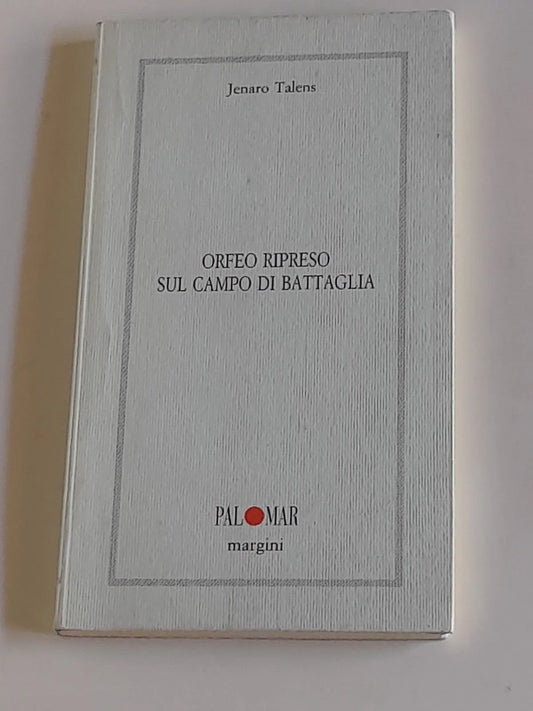 Jenaro Talens
ORFEO RIPRESO
SUL CAMPO DI BATTAGLIA
PALOMAR
margini